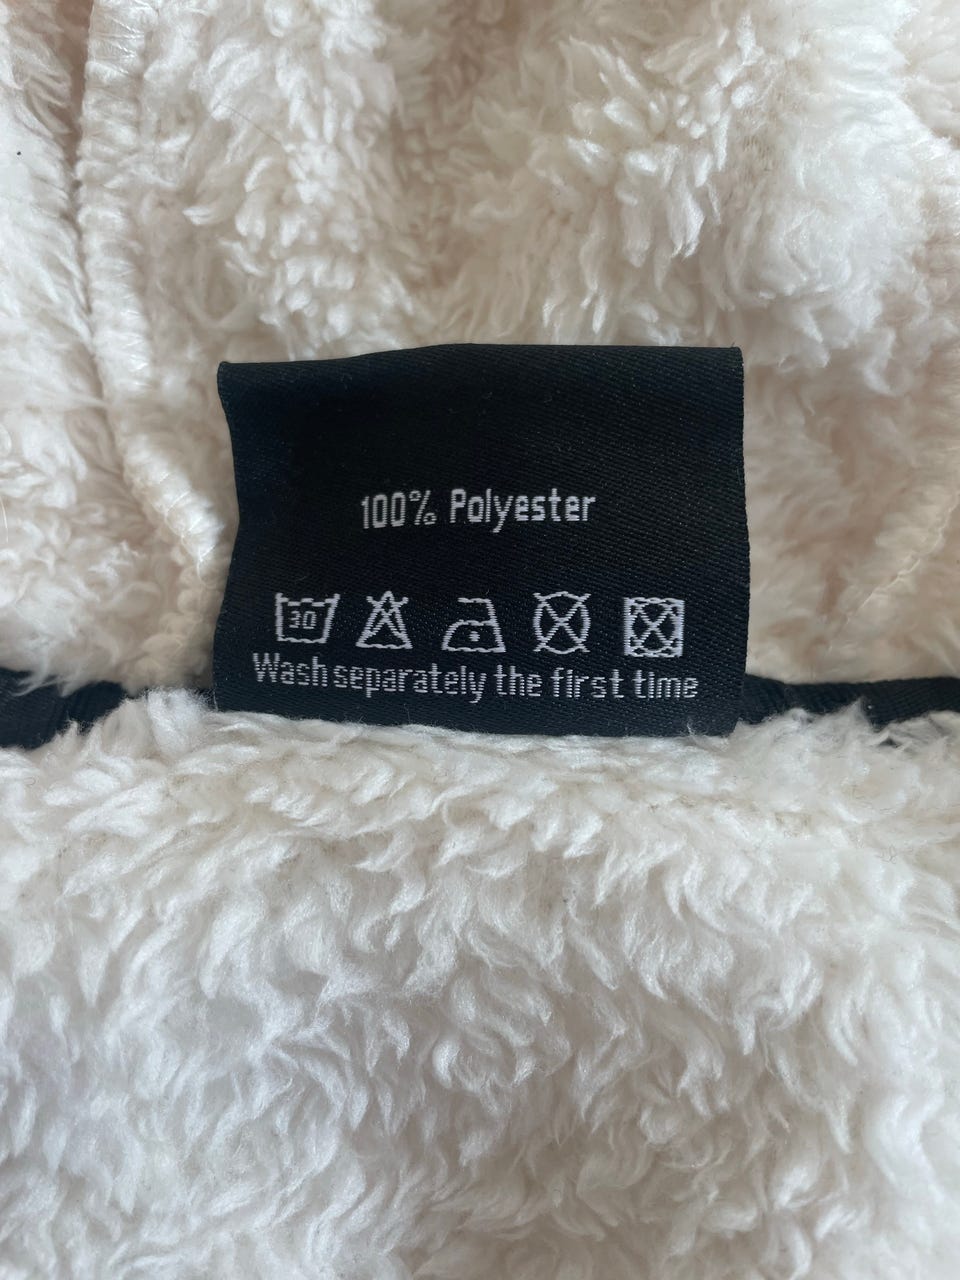 100% Polyester
30
Wash separately the first time